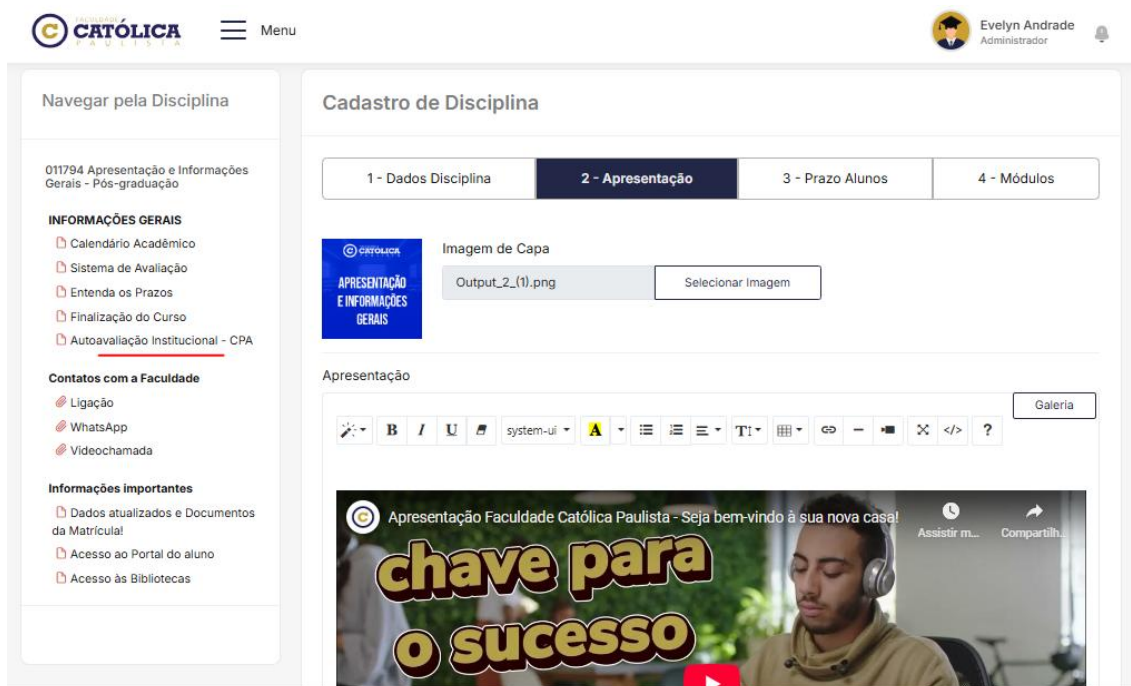 FACULDADE
CATÓLICA
PAULISTA
Menu
Evelyn Andrade
Administrador
Navegar pela Disciplina
011794 Apresentação e Informações
Gerais - Pós-graduação
INFORMAÇÕES GERAIS
Calendário Acadêmico
Sistema de Avaliação
Entenda os Prazos
Finalização do Curso
Autoavaliação Institucional - CPA
Contatos com a Faculdade
Ligação
WhatsApp
Videochamada
Informações importantes
Dados atualizados e Documentos
da Matrícula!
Acesso ao Portal do aluno
Acesso às Bibliotecas
Cadastro de Disciplina
1 - Dados Disciplina
2 - Apresentação
3 - Prazo Alunos
4 - Módulos
CATÓLICA
APRESENTAÇÃO
E INFORMAÇÕES
GERAIS
Imagem de Capa
Output_2_(1).png
Selecionar Imagem
Apresentação
Galeria
B I U system-ui A
Apresentação Faculdade Católica Paulista - Seja bem-vindo à sua nova casa!
Assistir m...
Compartilh...
chave para
o sucesso